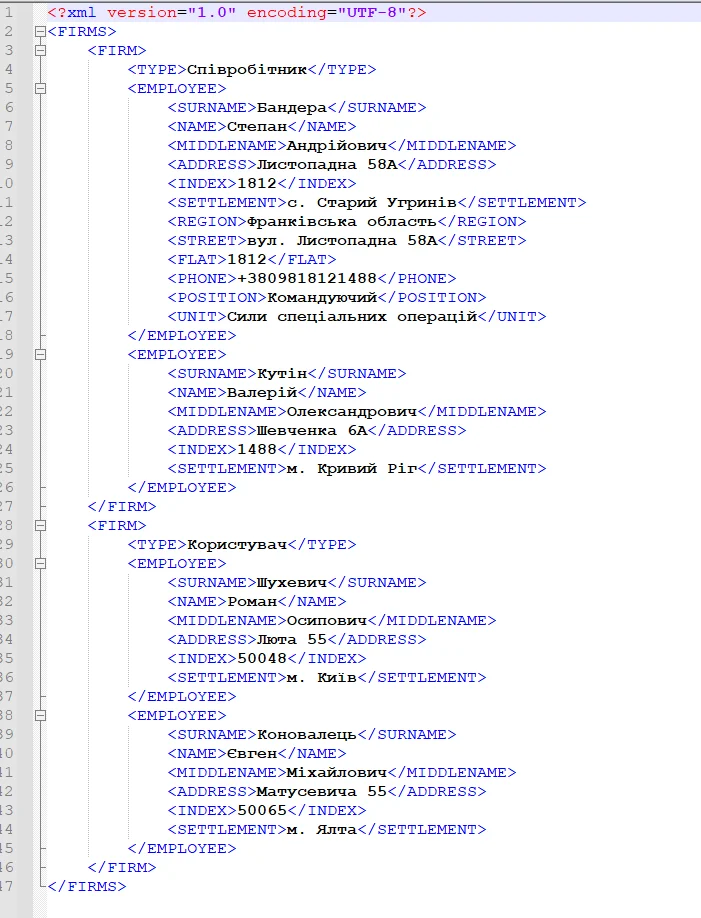 1 <?xml version="1.0" encoding="UTF-8"?>
2 <FIRMS>
3 <FIRM>
4 <TYPE>Співробітник</TYPE>
5 <EMPLOYEE>
6 <SURNAME>Бандера</SURNAME>
7 <NAME>Степан</NAME>
8 <MIDDLENAME>Андрійович</MIDDLENAME>
9 <ADDRESS>Листопадна 58А</ADDRESS>
10 <INDEX>1812</INDEX>
11 <SETTLEMENT>с. Старий Угринів</SETTLEMENT>
12 <REGION>Франківська область</REGION>
13 <STREET>вул. Листопадна 58А</STREET>
14 <FLAT>1812</FLAT>
15 <PHONE>+3809818121488</PHONE>
16 <POSITION>Командуючий</POSITION>
17 <UNIT>Сили спеціальних операцій</UNIT>
18 </EMPLOYEE>
19 <EMPLOYEE>
20 <SURNAME>Кутін</SURNAME>
21 <NAME>Валерій</NAME>
22 <MIDDLENAME>Олександрович</MIDDLENAME>
23 <ADDRESS>Шевченка 6А</ADDRESS>
24 <INDEX>1488</INDEX>
25 <SETTLEMENT>м. Кривий Ріг</SETTLEMENT>
26 </EMPLOYEE>
27 </FIRM>
28 <FIRM>
29 <TYPE>Користувач</TYPE>
30 <EMPLOYEE>
31 <SURNAME>Шухевич</SURNAME>
32 <NAME>Роман</NAME>
33 <MIDDLENAME>Осипович</MIDDLENAME>
34 <ADDRESS>Люта 55</ADDRESS>
35 <INDEX>50048</INDEX>
36 <SETTLEMENT>м. Київ</SETTLEMENT>
37 </EMPLOYEE>
38 <EMPLOYEE>
39 <SURNAME>Коновалець</SURNAME>
40 <NAME>Євген</NAME>
41 <MIDDLENAME>Міхайлович</MIDDLENAME>
42 <ADDRESS>Матусевича 55</ADDRESS>
43 <INDEX>50065</INDEX>
44 <SETTLEMENT>м. Ялта</SETTLEMENT>
45 </EMPLOYEE>
46 </FIRM>
47 </FIRMS>